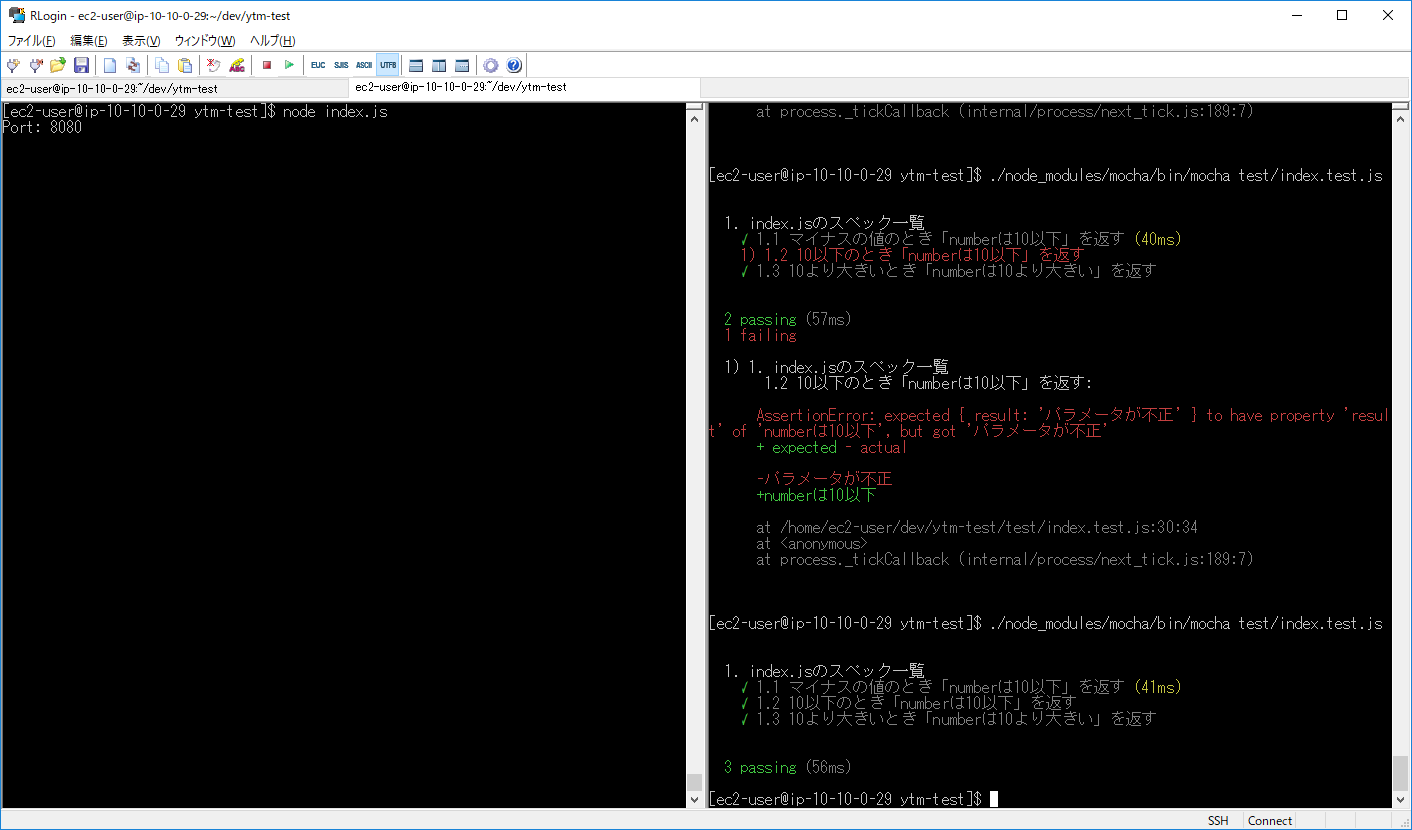 RLogin - ec2-user@ip-10-10-0-29:~/dev/ytm-test
ファイル(F) 編集(E) 表示(V) ウィンドウ(W) ヘルプ(H)
EUC SJIS ASCII UTF8
ec2-user@ip-10-10-0-29:~/dev/ytm-test
ec2-user@ip-10-10-0-29:~/dev/ytm-test
[ec2-user@ip-10-10-0-29 ytm-test]$ node index.js
Port: 8080
at process._tickCallback (internal/process/next_tick.js:189:7)
[ec2-user@ip-10-10-0-29 ytm-test]$ ./node_modules/mocha/bin/mocha test/index.test.js
1. index.jsのスペック一覧
✓ 1.1 マイナスの値のとき「numberは10以下」を返す (40ms)
1) 1.2 10以下のとき「numberは10以下」を返す
✓ 1.3 10より大きいとき「numberは10より大きい」を返す
2 passing (57ms)
1 failing
1) 1. index.jsのスペック一覧
1.2 10以下のとき「numberは10以下」を返す:
AssertionError: expected { result: 'パラメータが不正' } to have property 'resul
t' of 'numberは10以下', but got 'パラメータが不正'
+ expected - actual
-パラメータが不正
+numberは10以下
at /home/ec2-user/dev/ytm-test/test/index.test.js:30:34
at <anonymous>
at process._tickCallback (internal/process/next_tick.js:189:7)
[ec2-user@ip-10-10-0-29 ytm-test]$ ./node_modules/mocha/bin/mocha test/index.test.js
1. index.jsのスペック一覧
✓ 1.1 マイナスの値のとき「numberは10以下」を返す (41ms)
✓ 1.2 10以下のとき「numberは10以下」を返す
✓ 1.3 10より大きいとき「numberは10より大きい」を返す
3 passing (56ms)
[ec2-user@ip-10-10-0-29 ytm-test]$
SSH Connect